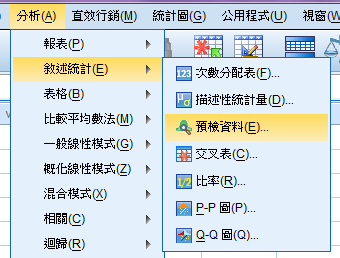 分析(A) 直效行銷(M) 統計圖(G) 公用程式(U) 視窗(W
報表(P)
敘述統計(E)
表格(B)
比較平均數法(M)
一般線性模式(G)
概化線性模式(Z)
混合模式(X)
相關(C)
迴歸(R)
次數分配表(F)...
描述性統計量(D)...
預檢資料(E)...
交叉表(C)...
比率(R)...
P-P 圖(P)...
Q-Q 圖(Q)...